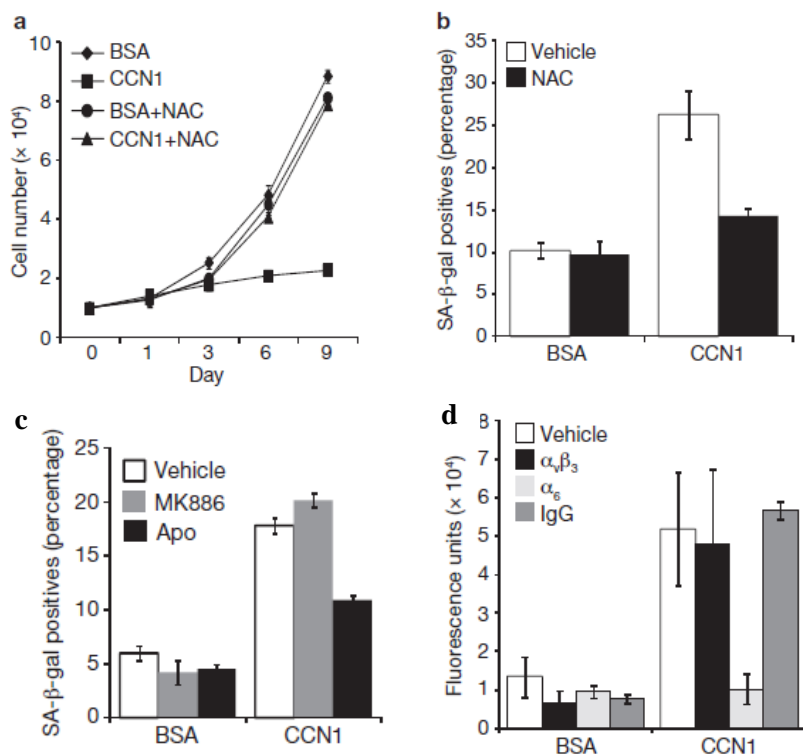 a
BSA
CCN1
BSA+NAC
CCN1+NAC
Cell number (× 10⁴)
10
8
6
4
2
0
0 1 3 6 9
Day
b
Vehicle
NAC
SA-β-gal positives (percentage)
35
30
25
20
15
10
5
0
BSA CCN1
c
Vehicle
MK886
Apo
SA-β-gal positives (percentage)
25
20
15
10
5
0
BSA CCN1
d
Vehicle
αᵥβ₃
α₆
IgG
Fluorescence units (× 10⁴)
8
7
6
5
4
3
2
1
0
BSA CCN1